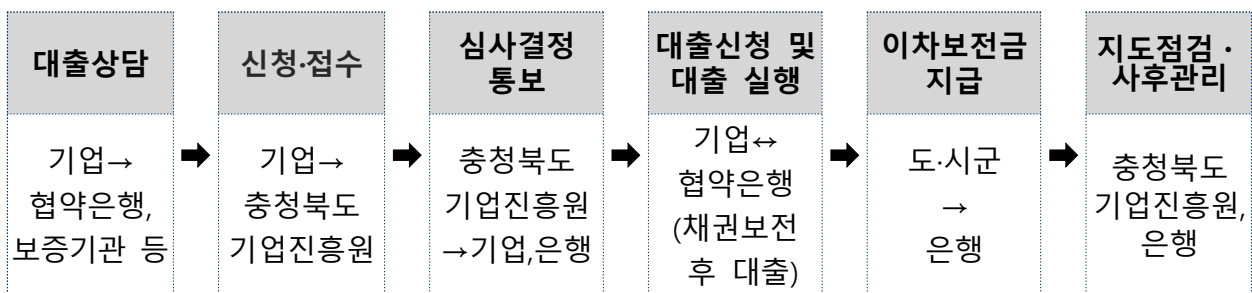 대출상담
기업→
협약은행,
보증기관 등
➡
신청·접수
기업→
충청북도
기업진흥원
➡
심사결정
통보
충청북도
기업진흥원
→기업,은행
➡
대출신청 및
대출 실행
기업↔
협약은행
(채권보전
후 대출)
➡
이차보전금
지급
도·시군
→
은행
➡
지도점검·
사후관리
충청북도
기업진흥원,
은행